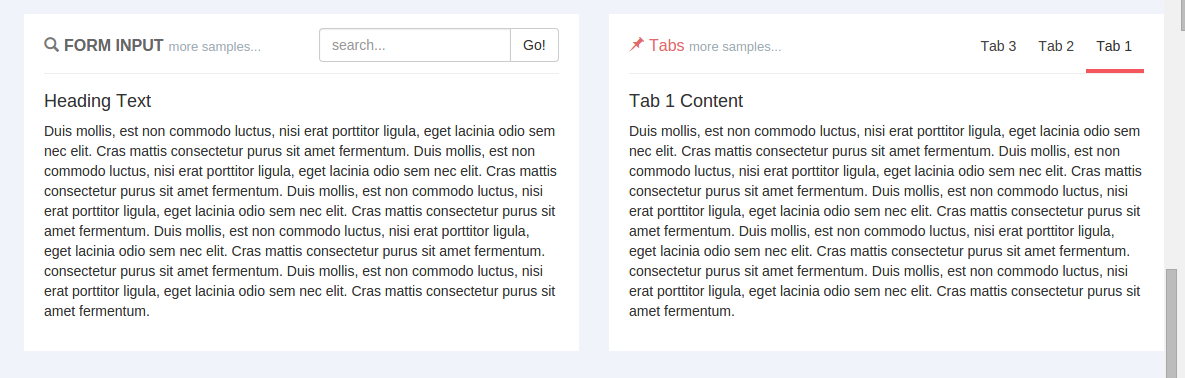 FORM INPUT more samples... search... Go!
Heading Text
Duis mollis, est non commodo luctus, nisi erat porttitor ligula, eget lacinia odio sem
nec elit. Cras mattis consectetur purus sit amet fermentum. Duis mollis, est non
commodo luctus, nisi erat porttitor ligula, eget lacinia odio sem nec elit. Cras mattis
consectetur purus sit amet fermentum. Duis mollis, est non commodo luctus, nisi
erat porttitor ligula, eget lacinia odio sem nec elit. Cras mattis consectetur purus sit
amet fermentum. Duis mollis, est non commodo luctus, nisi erat porttitor ligula,
eget lacinia odio sem nec elit. Cras mattis consectetur purus sit amet fermentum.
consectetur purus sit amet fermentum. Duis mollis, est non commodo luctus, nisi
erat porttitor ligula, eget lacinia odio sem nec elit. Cras mattis consectetur purus sit
amet fermentum.
Tabs more samples... Tab 3 Tab 2 Tab 1
Tab 1 Content
Duis mollis, est non commodo luctus, nisi erat porttitor ligula, eget lacinia odio sem
nec elit. Cras mattis consectetur purus sit amet fermentum. Duis mollis, est non
commodo luctus, nisi erat porttitor ligula, eget lacinia odio sem nec elit. Cras mattis
consectetur purus sit amet fermentum. Duis mollis, est non commodo luctus, nisi
erat porttitor ligula, eget lacinia odio sem nec elit. Cras mattis consectetur purus sit
amet fermentum. Duis mollis, est non commodo luctus, nisi erat porttitor ligula,
eget lacinia odio sem nec elit. Cras mattis consectetur purus sit amet fermentum.
consectetur purus sit amet fermentum. Duis mollis, est non commodo luctus, nisi
erat porttitor ligula, eget lacinia odio sem nec elit. Cras mattis consectetur purus sit
amet fermentum.